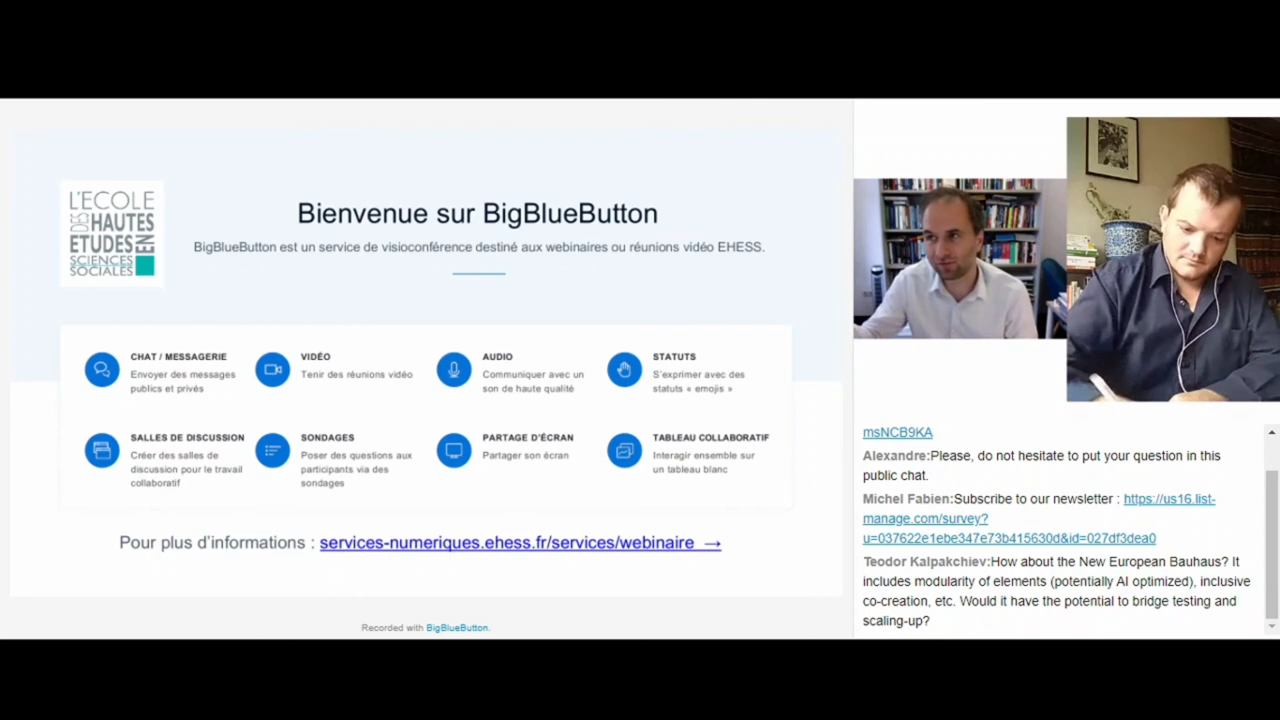 L'ECOLE
DES HAUTES
ETUDES EN
SCIENCES
SOCIALES
Bienvenue sur BigBlueButton
BigBlueButton est un service de visioconférence destiné aux webinaires ou réunions vidéo EHESS.
CHAT / MESSAGERIE
Envoyer des messages
publics et privés
VIDÉO
Tenir des réunions vidéo
AUDIO
Communiquer avec un
son de haute qualité
STATUTS
S'exprimer avec des
statuts « emojis »
SALLES DE DISCUSSION
Créer des salles de
discussion pour le travail
collaboratif
SONDAGES
Poser des questions aux
participants via des
sondages
PARTAGE D'ÉCRAN
Partager son écran
TABLEAU COLLABORATIF
Interagir ensemble sur
un tableau blanc
Pour plus d'informations : services-numeriques.ehess.fr/services/webinaire →
Recorded with BigBlueButton.
msNCB9KA
Alexandre:Please, do not hesitate to put your question in this
public chat.
Michel Fabien:Subscribe to our newsletter : https://us16.list-
manage.com/survey?
u=037622e1ebe347e73b415630d&id=027df3dea0
Teodor Kalpakchiev:How about the New European Bauhaus? It
includes modularity of elements (potentially AI optimized), inclusive
co-creation, etc. Would it have the potential to bridge testing and
scaling-up?